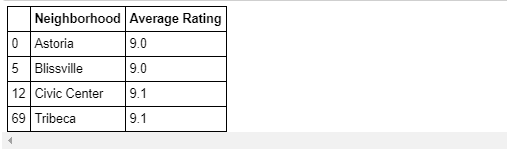 Neighborhood Average Rating
0 Astoria 9.0
5 Blissville 9.0
12 Civic Center 9.1
69 Tribeca 9.1